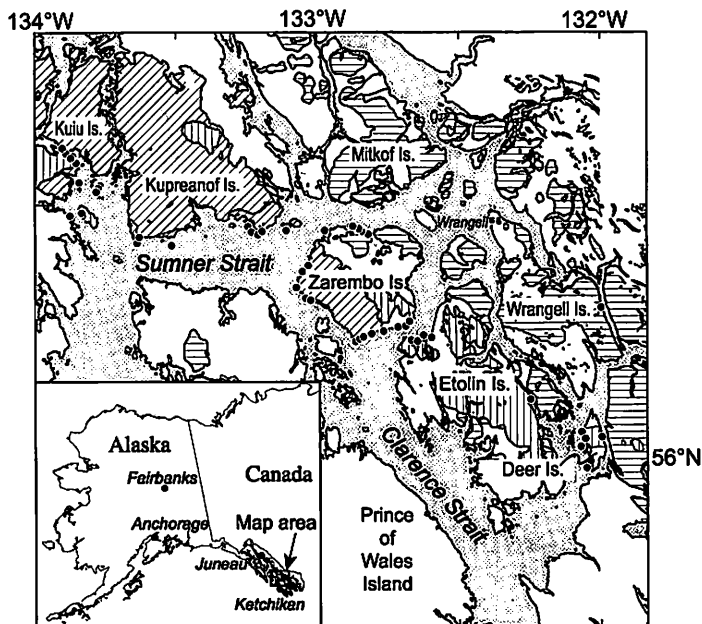 134°W
133°W
132°W
Kuiu Is.
Kupreanof Is.
Mitkof Is.
Wrangell
Sumner Strait
Zarembo Is.
Wrangell Is.
Etolin Is.
Clarence Strait
Deer Is.
56°N
Prince
of
Wales
Island
Alaska
Canada
Fairbanks
Anchorage
Map area
Juneau
Ketchikan